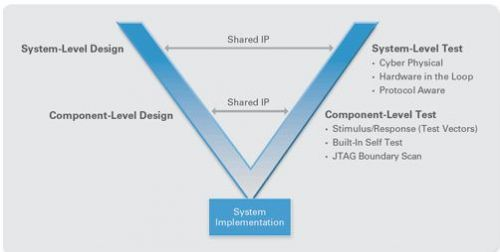 Shared IP
System-Level Design
System-Level Test
• Cyber Physical
• Hardware in the Loop
• Protocol Aware
Shared IP
Component-Level Design
Component-Level Test
• Stimulus/Response (Test Vectors)
• Built-In Self Test
• JTAG Boundary Scan
System
Implementation